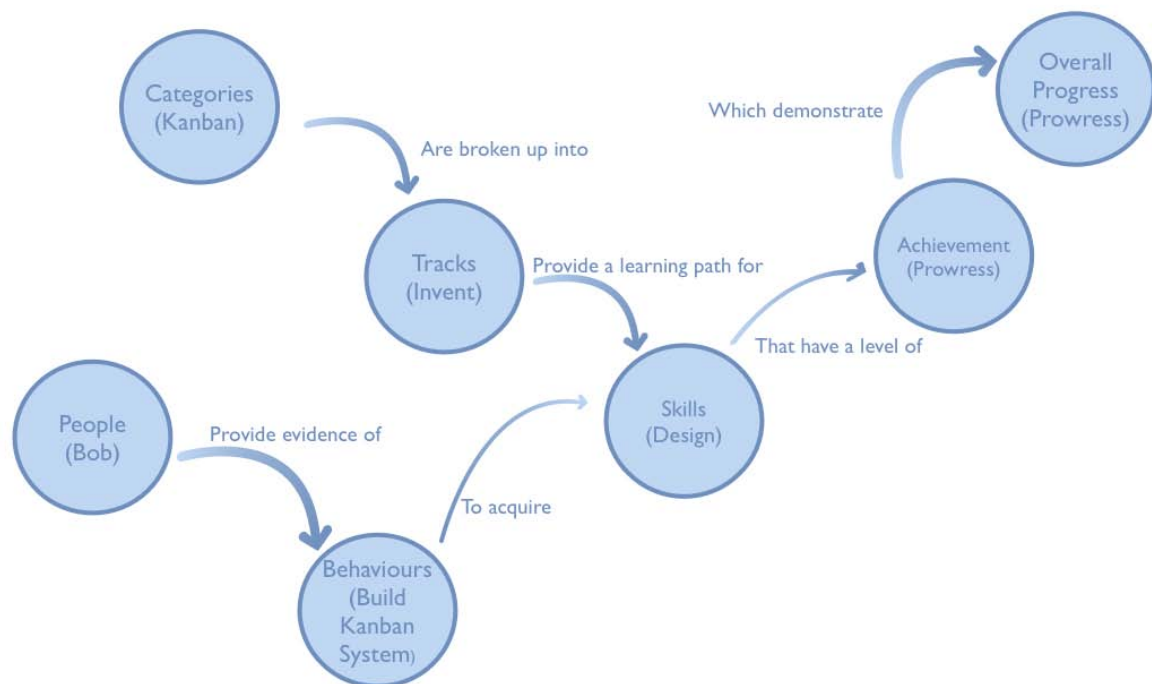 Categories
(Kanban)
Are broken up into
Tracks
(Invent)
Provide a learning path for
People
(Bob)
Provide evidence of
Behaviours
(Build
Kanban
System)
To acquire
Skills
(Design)
That have a level of
Achievement
(Prowress)
Which demonstrate
Overall
Progress
(Prowress)